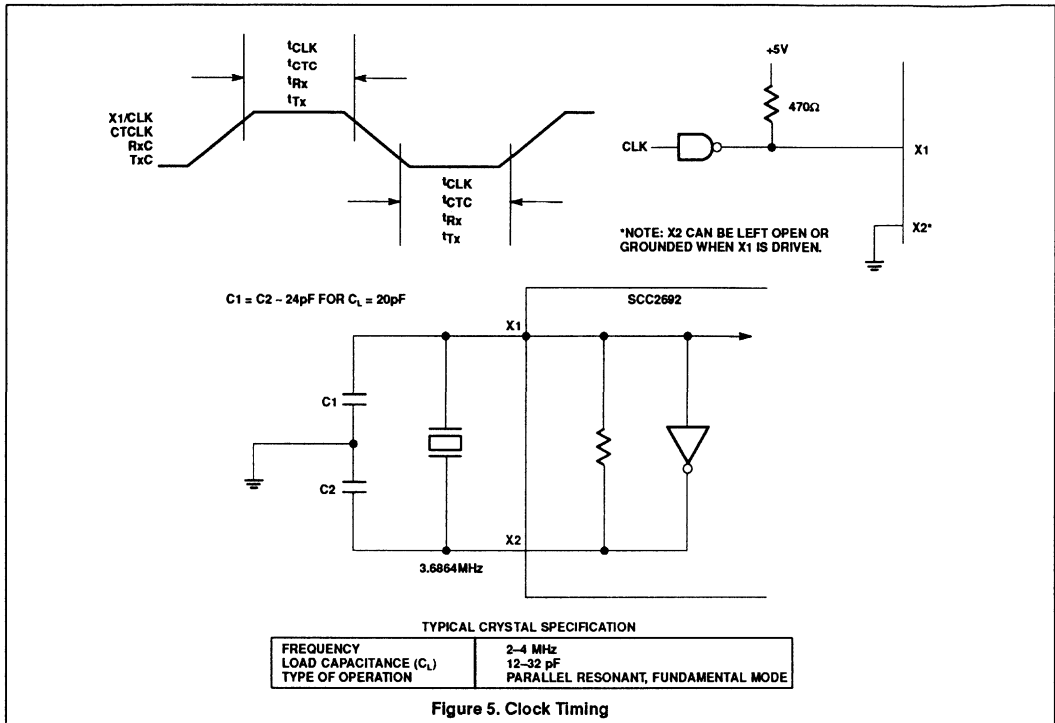 tCLK
tCTC
tRx
tTx
X1/CLK
CTCLK
RxC
TxC
tCLK
tCTC
tRx
tTx
+5V
470Ω
CLK
X1
X2*
*NOTE: X2 CAN BE LEFT OPEN OR
GROUNDED WHEN X1 IS DRIVEN.
C1 = C2 ~ 24pF FOR CL = 20pF
SCC2692
X1
C1
C2
X2
3.6864MHz
TYPICAL CRYSTAL SPECIFICATION
FREQUENCY 2–4 MHz
LOAD CAPACITANCE (CL) 12–32 pF
TYPE OF OPERATION PARALLEL RESONANT, FUNDAMENTAL MODE
Figure 5. Clock Timing